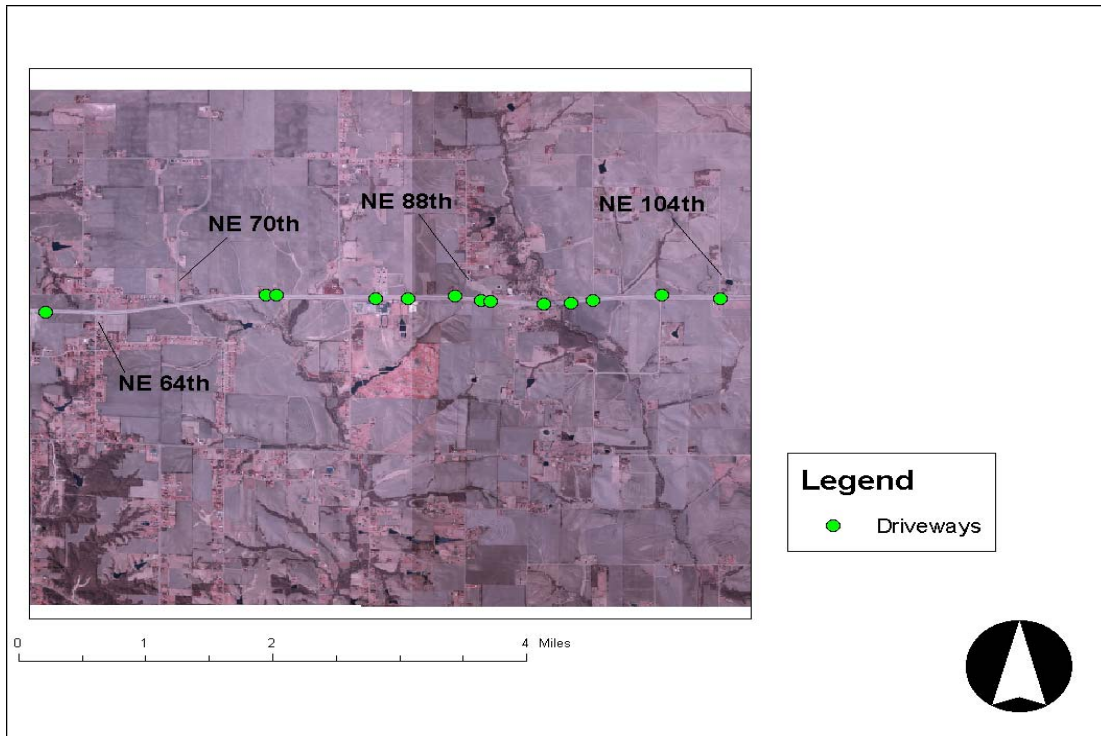 NE 88th
NE 104th
NE 70th
NE 64th
Legend
Driveways
0 1 2 4 Miles